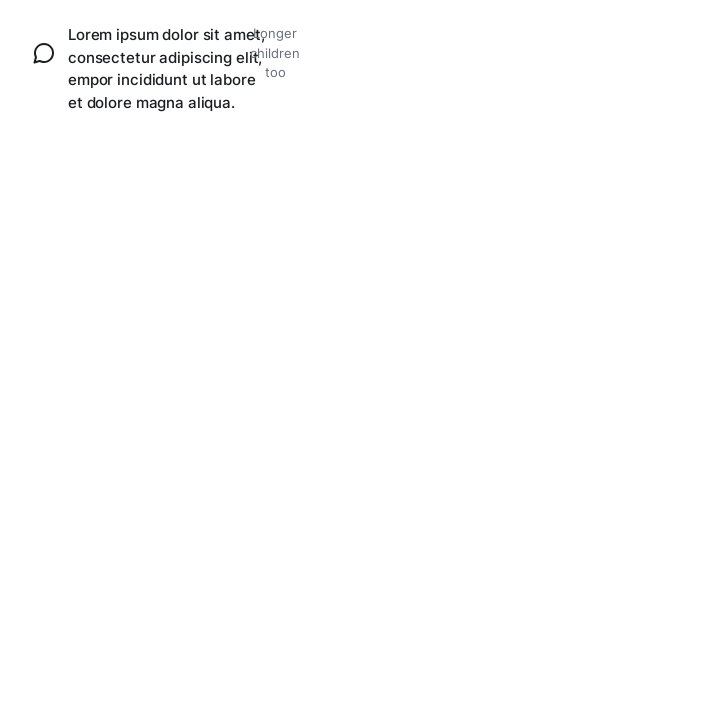 Lorem ipsum dolor sit amet,
consectetur adipiscing elit,
empor incididunt ut labore
et dolore magna aliqua.
Longer
children
too